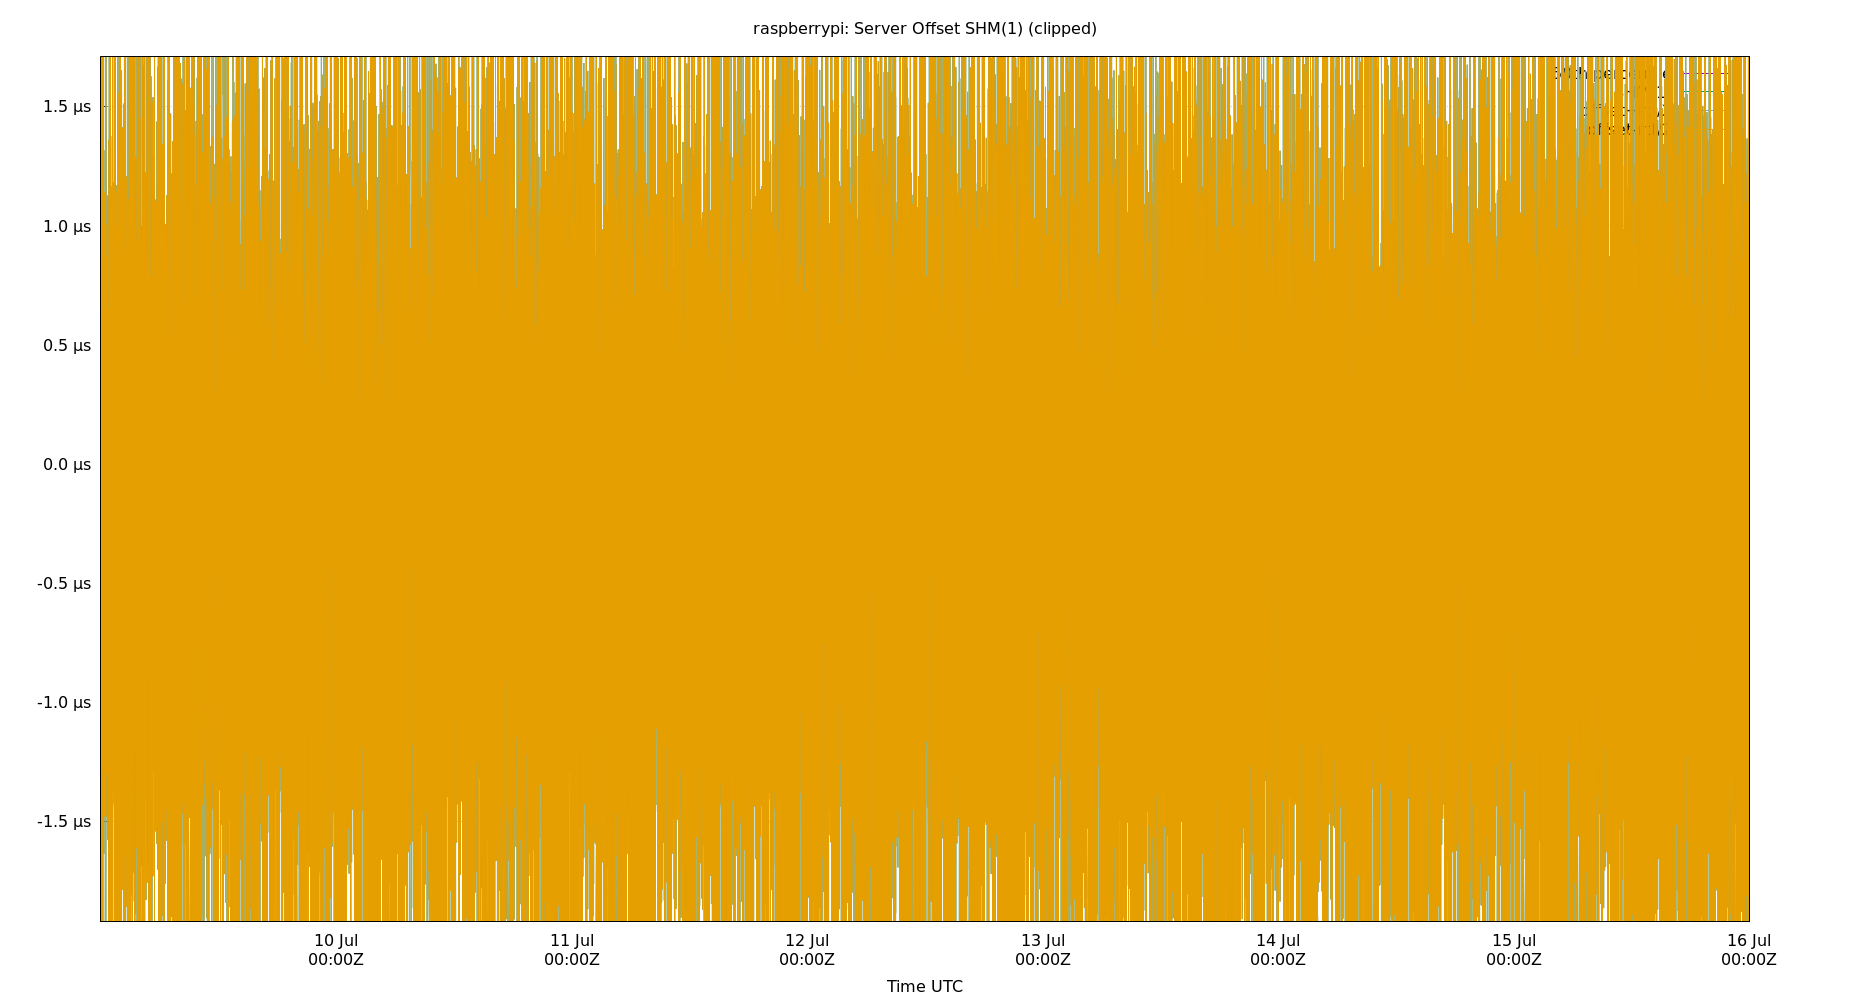 raspberrypi: Server Offset SHM(1) (clipped)
1.5 µs
1.0 µs
0.5 µs
0.0 µs
-0.5 µs
-1.0 µs
-1.5 µs
10 Jul 11 Jul 12 Jul 13 Jul 14 Jul 15 Jul 16 Jul
00:00Z 00:00Z 00:00Z 00:00Z 00:00Z 00:00Z 00:00Z
Time UTC